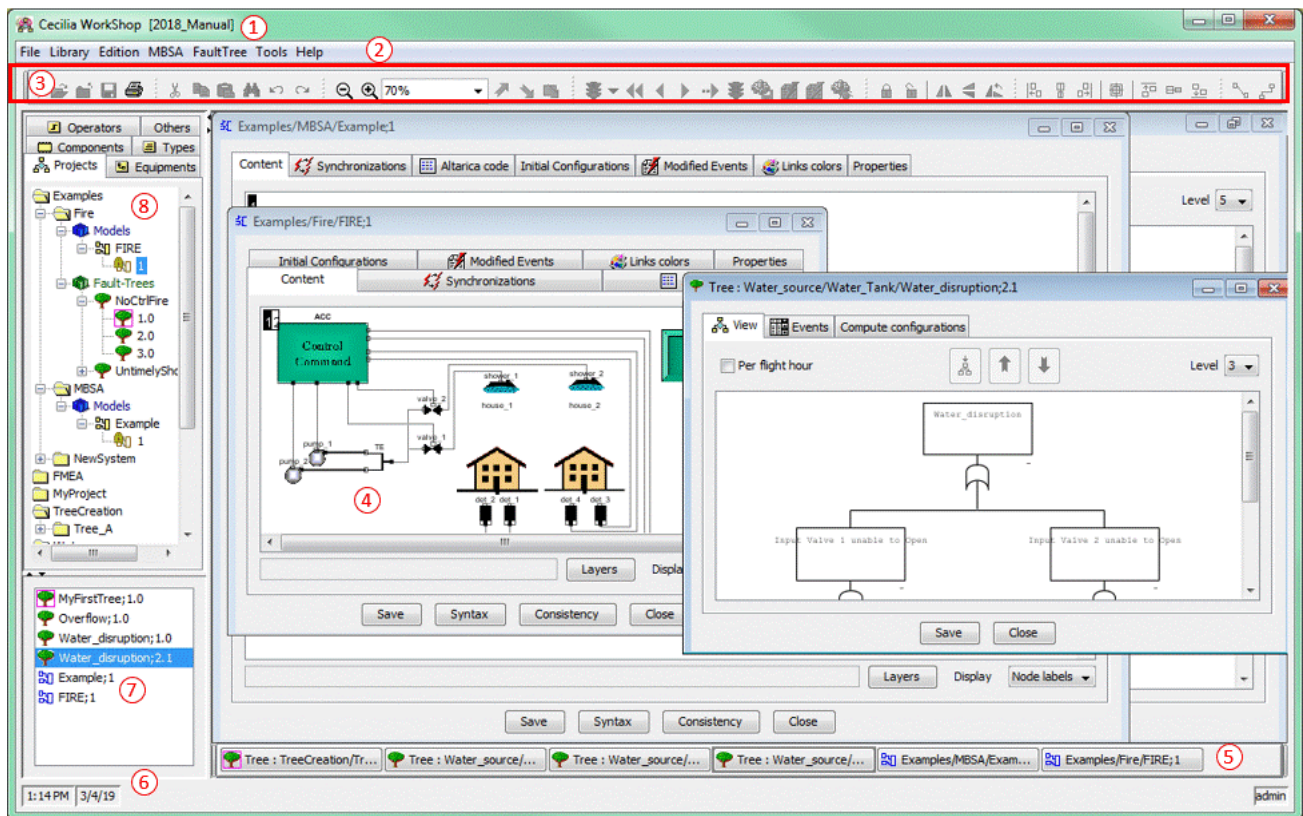 Cecilia WorkShop [2018_Manual] 1
File Library Edition MBSA FaultTree Tools Help 2
3 70%
Operators Others
Components Types
Projects Equipments
Examples 8
Fire
Models
FIRE
1
Fault-Trees
NoCtrlFire
1.0
2.0
3.0
UntimelySho
MBSA
Models
Example
1
NewSystem
FMEA
MyProject
TreeCreation
Tree_A
MyFirstTree;1.0
Overflow;1.0
Water_disruption;1.0
Water_disruption;2.1
Example;1
FIRE;1
7
6
1:14 PM 3/4/19
Examples/MBSA/Example;1
Content Synchronizations Altarica code Initial Configurations Modified Events Links colors Properties
Level 5
Examples/Fire/FIRE;1
Initial Configurations Modified Events Links colors Properties
Content Synchronizations
ACC
Control
Command
shower_1 shower_2
house_1 house_2
valve_2
valve_1
pump_1 TE
pump_2
det_2 det_1 det_4 det_3
4
Layers Displa
Save Syntax Consistency Close
Tree : Water_source/Water_Tank/Water_disruption;2.1
View Events Compute configurations
Per flight hour Level 3
Water_disruption
Input Valve 1 unable to Open Input Valve 2 unable to Open
Save Close
Layers Display Node labels
Save Syntax Consistency Close
Tree : TreeCreation/Tr... Tree : Water_source/... Tree : Water_source/... Tree : Water_source/... Examples/MBSA/Exam... Examples/Fire/FIRE;1 5
admin